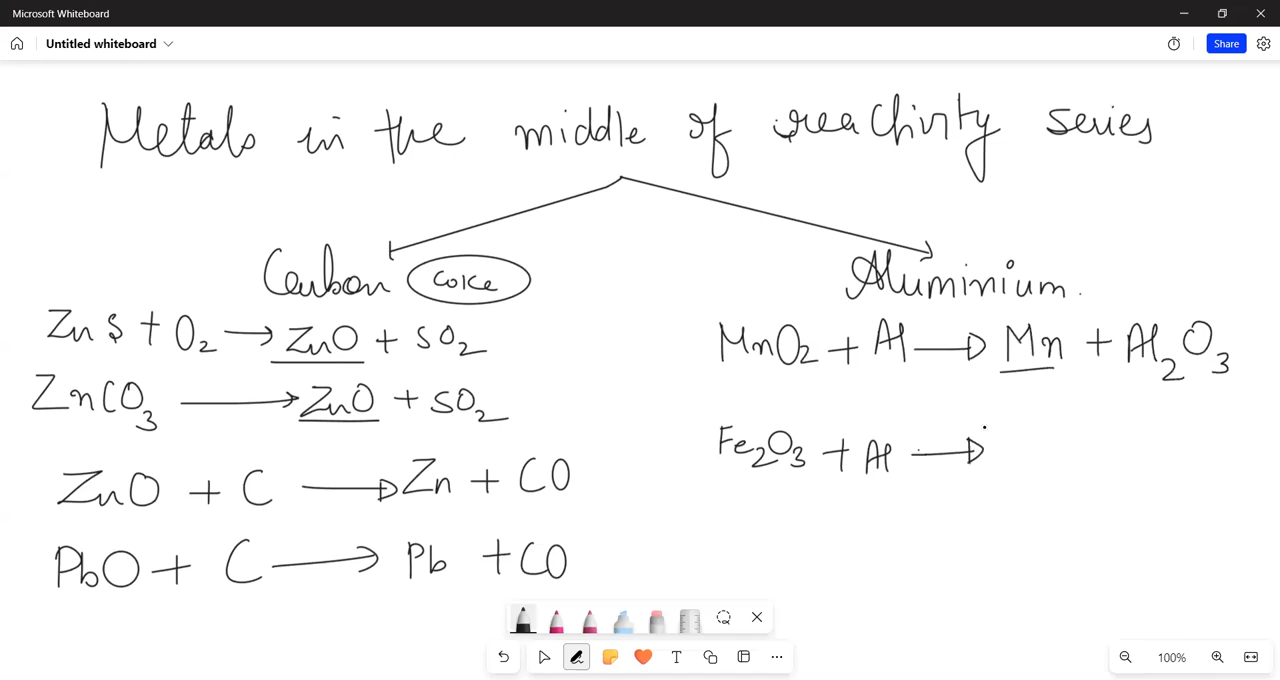 Microsoft Whiteboard
Untitled whiteboard
Share
Metals in the middle of reactivity series
Carbon coke
Aluminium.
ZnS + O₂ → ZnO + SO₂
ZnCO₃ → ZnO + SO₂
ZnO + C → Zn + CO
PbO + C → Pb + CO
MnO₂ + Al → Mn + Al₂O₃
Fe₂O₃ + Al →
100%